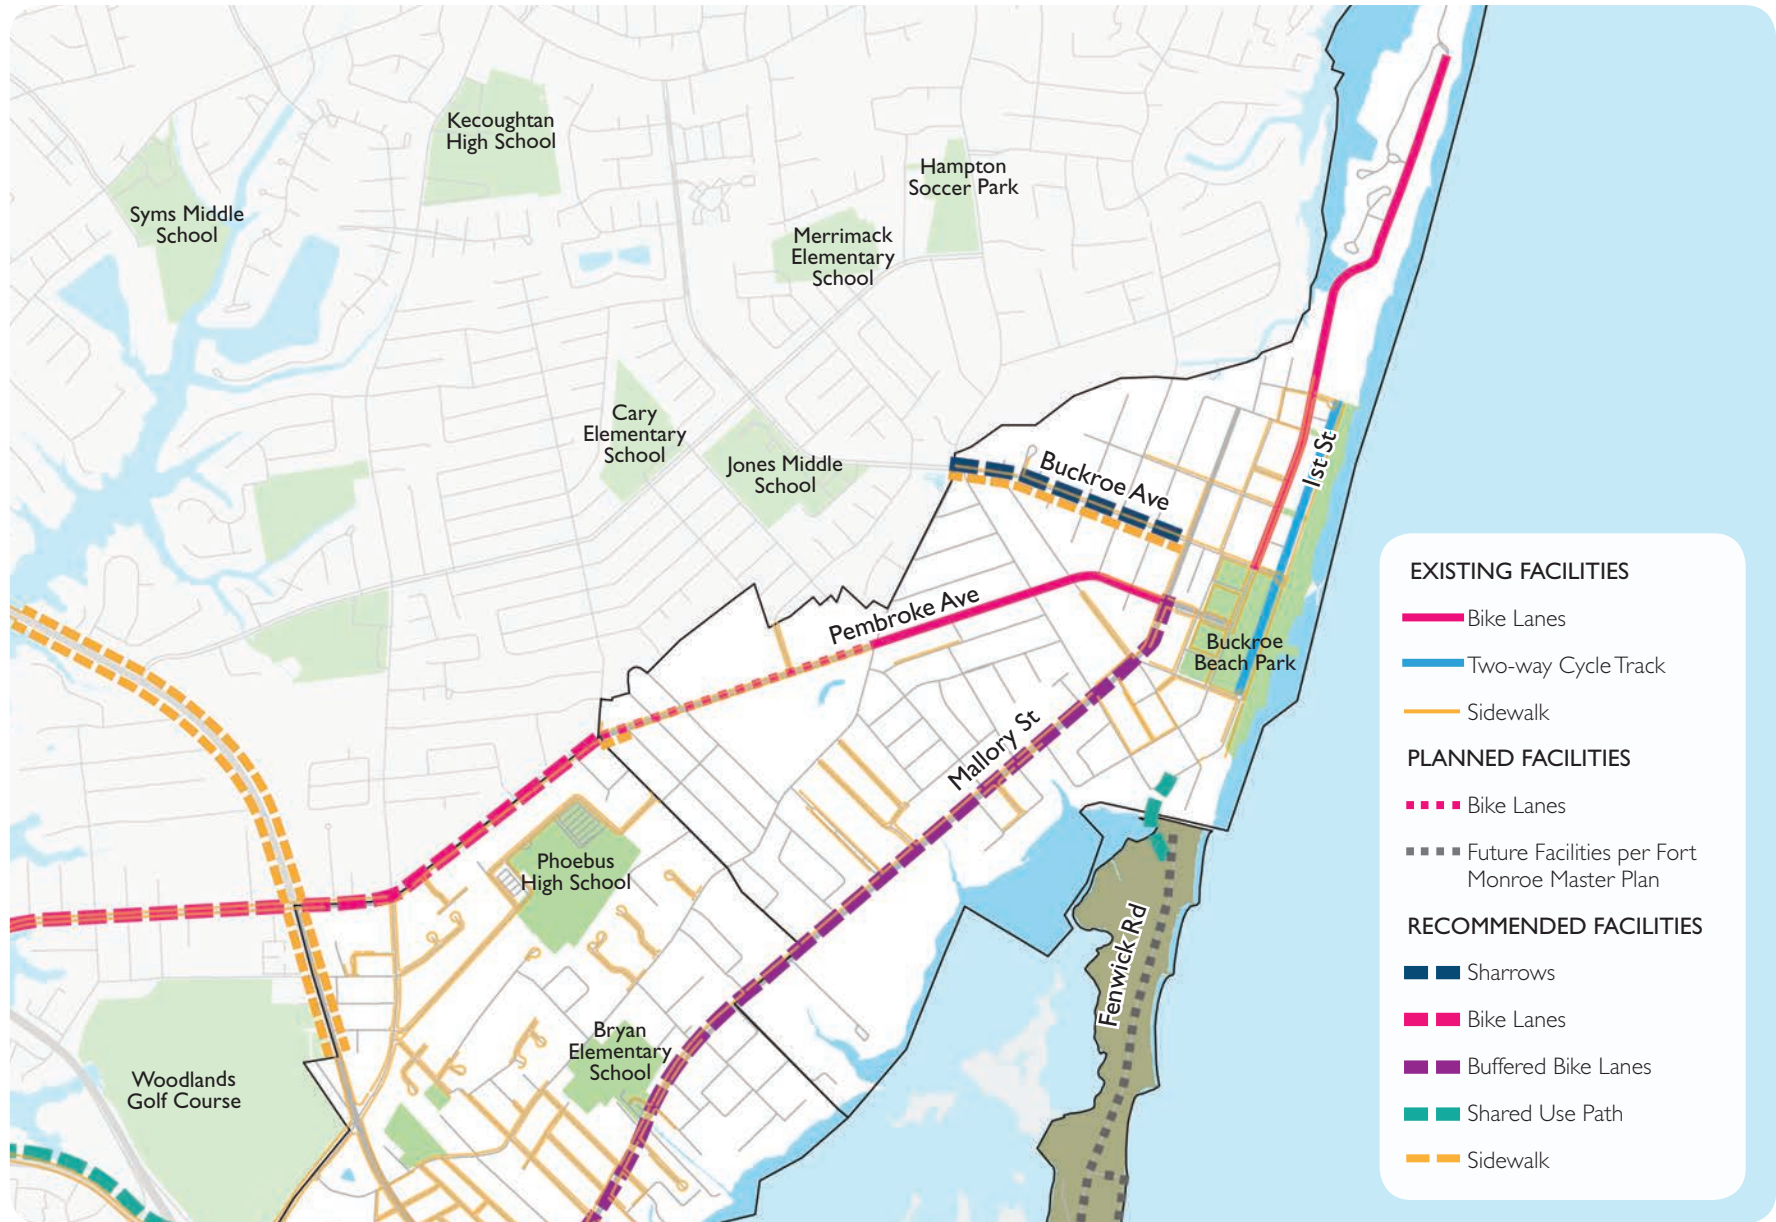 Kecoughtan
High School
Hampton
Soccer Park
Syms Middle
School
Merrimack
Elementary
School
Cary
Elementary
School
Jones Middle
School
Buckroe Ave
1st St
Pembroke Ave
Buckroe
Beach Park
Mallory St
Phoebus
High School
Fenwick Rd
Bryan
Elementary
School
Woodlands
Golf Course
EXISTING FACILITIES
Bike Lanes
Two-way Cycle Track
Sidewalk
PLANNED FACILITIES
Bike Lanes
Future Facilities per Fort
Monroe Master Plan
RECOMMENDED FACILITIES
Sharrows
Bike Lanes
Buffered Bike Lanes
Shared Use Path
Sidewalk